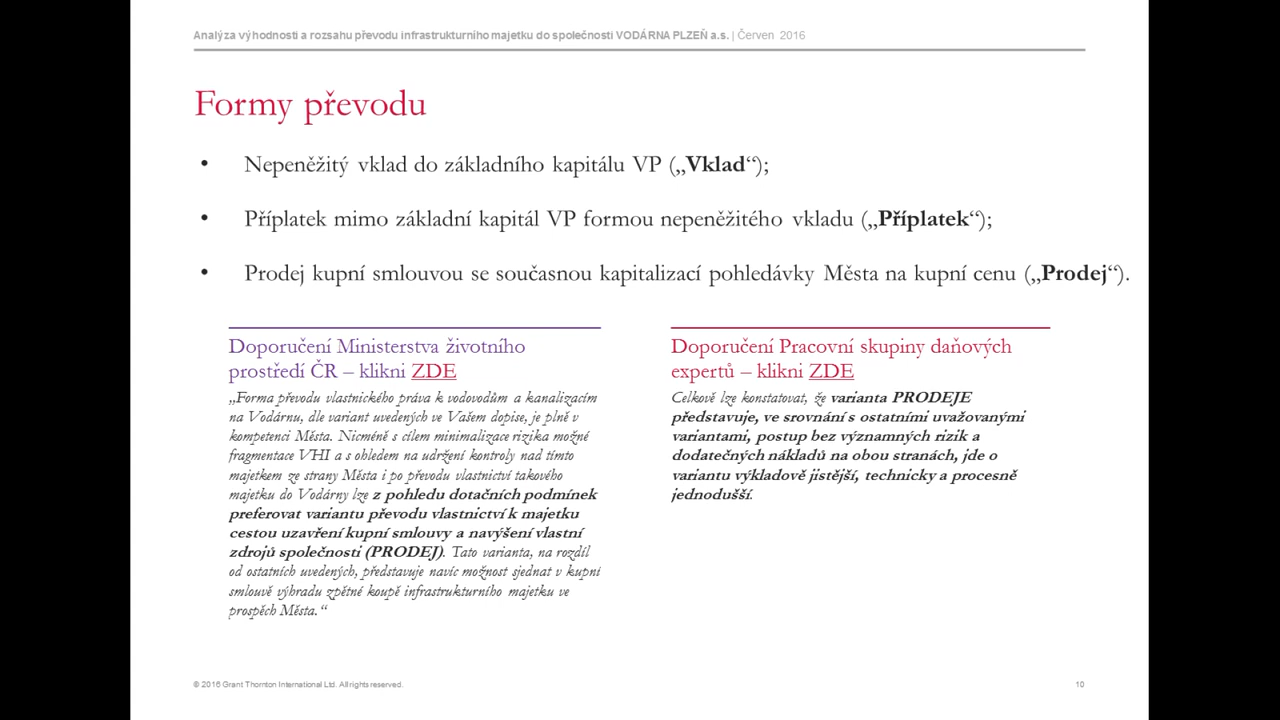 Analýza výhodnosti a rozsahu převodu infrastrukturního majetku do společnosti VODÁRNA PLZEŇ a.s. | Červen 2016
Formy převodu
• Nepeněžitý vklad do základního kapitálu VP („Vklad“);
• Příplatek mimo základní kapitál VP formou nepeněžitého vkladu („Příplatek“);
• Prodej kupní smlouvou se současnou kapitalizací pohledávky Města na kupní cenu („Prodej“).
Doporučení Ministerstva životního
prostředí ČR – klikni ZDE
„Forma převodu vlastnického práva k vodovodům a kanalizacím
na Vodárnu, dle variant uvedených ve Vašem dopise, je plně v
kompetenci Města. Nicméně s cílem minimalizace rizika možné
fragmentace VHI a s ohledem na udržení kontroly nad tímto
majetkem ze strany Města i po převodu vlastnictví takového
majetku do Vodárny lze z pohledu dotačních podmínek
preferovat variantu převodu vlastnictví k majetku
cestou uzavření kupní smlouvy a navýšení vlastní
zdrojů společnosti (PRODEJ). Tato varianta, na rozdíl
od ostatních uvedených, představuje navíc možnost sjednat v kupní
smlouvě výhradu zpětné koupě infrastrukturního majetku ve
prospěch Města.“
Doporučení Pracovní skupiny daňových
expertů – klikni ZDE
Celkově lze konstatovat, že varianta PRODEJE
představuje, ve srovnání s ostatními uvažovanými
variantami, postup bez významných rizik a
dodatečných nákladů na obou stranách, jde o
variantu výkladově jistější, technicky a procesně
jednodušší.
© 2016 Grant Thornton International Ltd. All rights reserved.
10